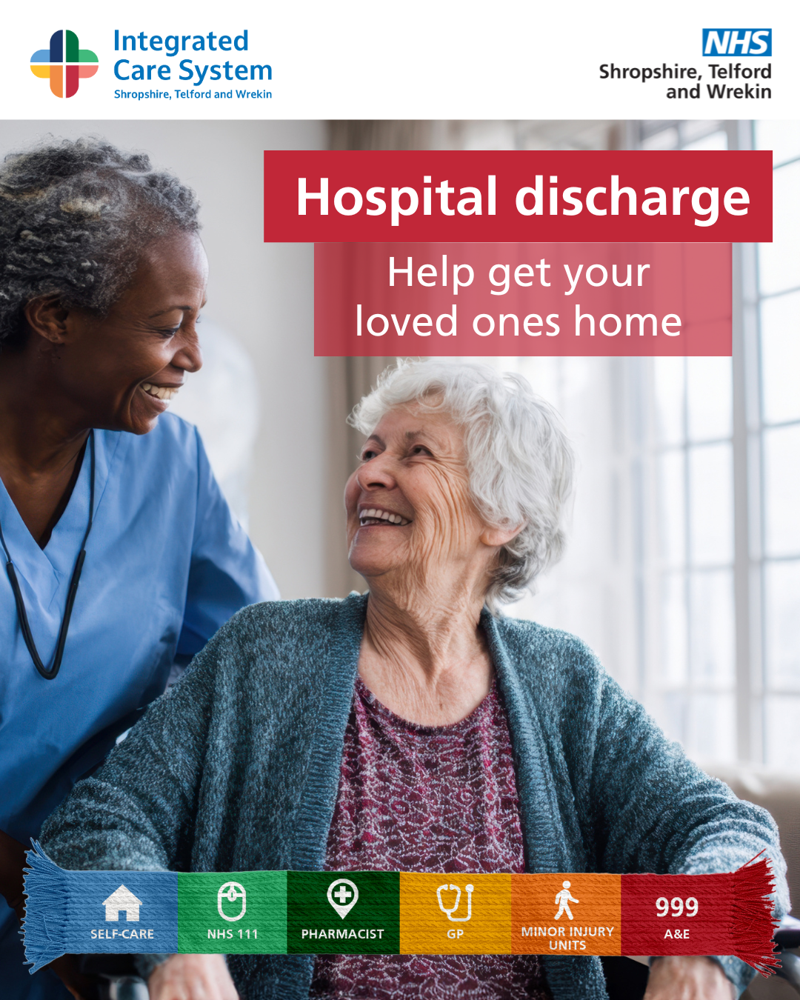 Integrated
Care System
Shropshire, Telford and Wrekin
NHS
Shropshire, Telford
and Wrekin
Hospital discharge
Help get your
loved ones home
SELF-CARE
NHS 111
PHARMACIST
GP
MINOR INJURY
UNITS
999
A&E